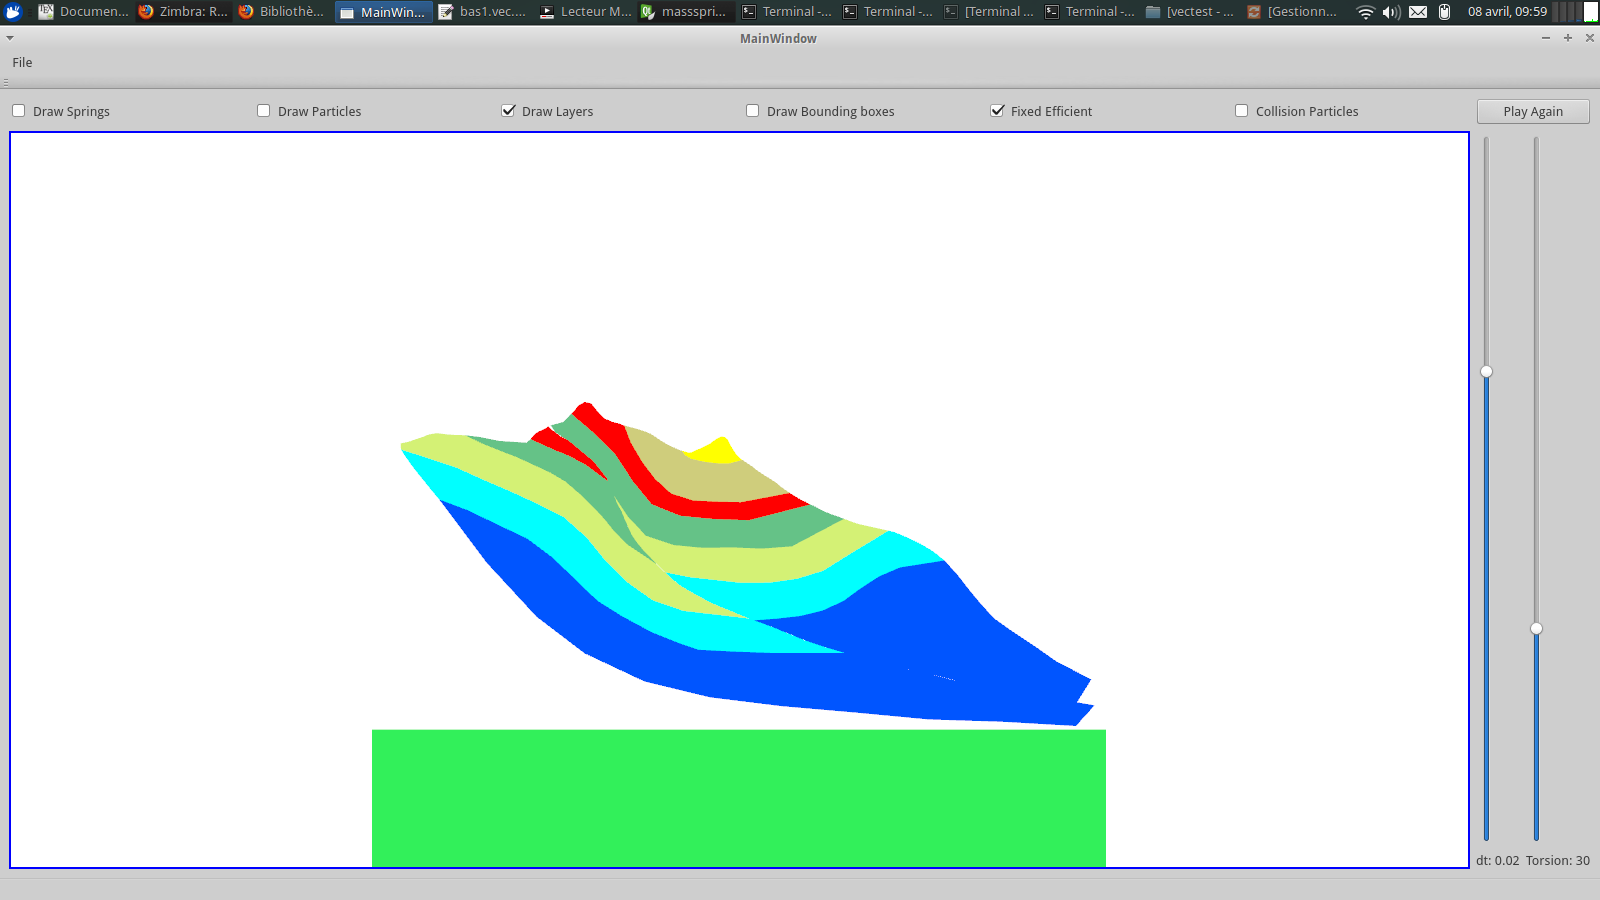 Documen... Zimbra: R... Bibliothè... MainWin... bas1.vec.... Lecteur M... massspri... Terminal -... Terminal -... [Terminal ... Terminal -... [vectest - ... [Gestionn... 08 avril, 09:59
MainWindow
File
Draw Springs Draw Particles Draw Layers Draw Bounding boxes Fixed Efficient Collision Particles Play Again
dt: 0.02 Torsion: 30